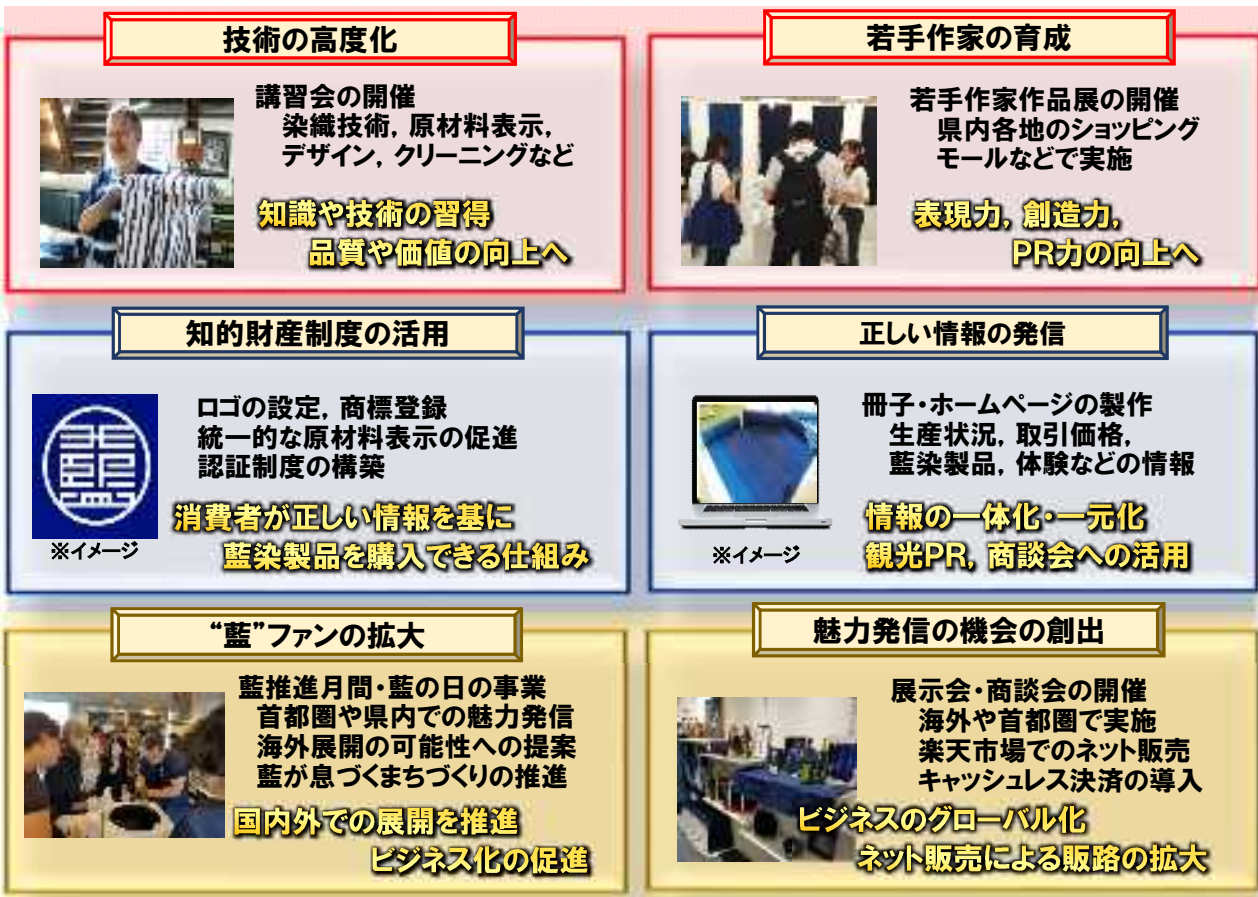 技術の高度化
講習会の開催
染織技術，原材料表示，
デザイン，クリーニングなど
知識や技術の習得
品質や価値の向上へ
若手作家の育成
若手作家作品展の開催
県内各地のショッピング
モールなどで実施
表現力，創造力，
PR力の向上へ
知的財産制度の活用
ロゴの設定，商標登録
統一的な原材料表示の促進
認証制度の構築
消費者が正しい情報を基に
藍染製品を購入できる仕組み
※イメージ
正しい情報の発信
冊子・ホームページの製作
生産状況，取引価格，
藍染製品，体験などの情報
情報の一体化・一元化
観光PR，商談会への活用
※イメージ
“藍”ファンの拡大
藍推進月間・藍の日の事業
首都圏や県内での魅力発信
海外展開の可能性への提案
藍が息づくまちづくりの推進
国内外での展開を推進
ビジネス化の促進
魅力発信の機会の創出
展示会・商談会の開催
海外や首都圏で実施
楽天市場でのネット販売
キャッシュレス決済の導入
ビジネスのグローバル化
ネット販売による販路の拡大